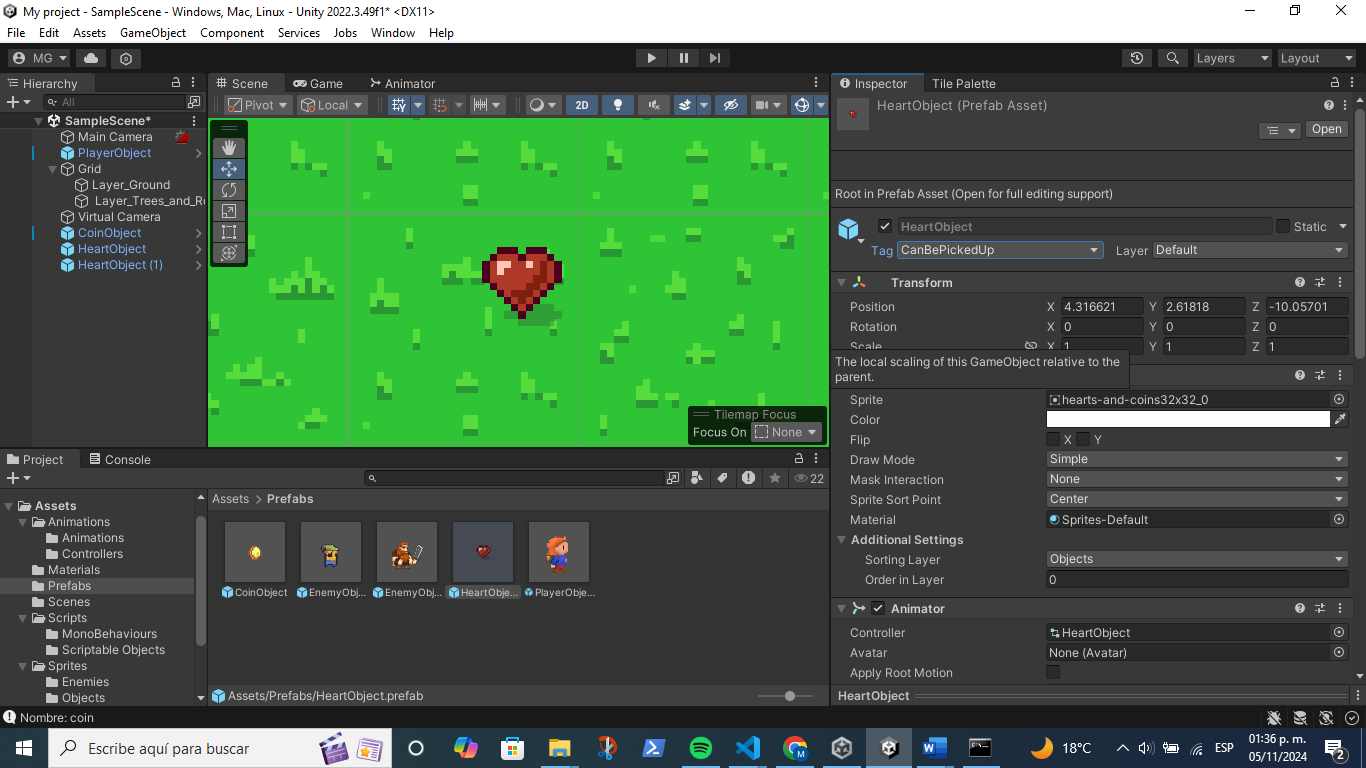 My project - SampleScene - Windows, Mac, Linux - Unity 2022.3.49f1* <DX11>
File Edit Assets GameObject Component Services Jobs Window Help
MG
Layers Layout
Hierarchy
All
SampleScene*
Main Camera
PlayerObject
Grid
Layer_Ground
Layer_Trees_and_R
Virtual Camera
CoinObject
HeartObject
HeartObject (1)
Scene Game Animator
Pivot Local 2D
Tilemap Focus
Focus On None
Inspector Tile Palette
HeartObject (Prefab Asset)
Open
Root in Prefab Asset (Open for full editing support)
HeartObject Static
Tag CanBePickedUp Layer Default
Transform
Position X 4.316621 Y 2.61818 Z -10.05701
Rotation X 0 Y 0 Z 0
Scale X 1 Y 1 Z 1
The local scaling of this GameObject relative to the
parent.
Sprite hearts-and-coins32x32_0
Color
Flip X Y
Draw Mode Simple
Mask Interaction None
Sprite Sort Point Center
Material Sprites-Default
Additional Settings
Sorting Layer Objects
Order in Layer 0
Animator
Controller HeartObject
Avatar None (Avatar)
Apply Root Motion
HeartObject
Project Console
22
Assets
Animations
Animations
Controllers
Materials
Prefabs
Scenes
Scripts
MonoBehaviours
Scriptable Objects
Sprites
Enemies
Objects
Assets > Prefabs
CoinObject EnemyObj... EnemyObj... HeartObje... PlayerObje...
Assets/Prefabs/HeartObject.prefab
Nombre: coin
Escribe aquí para buscar
18°C
ESP
01:36 p. m.
05/11/2024
2